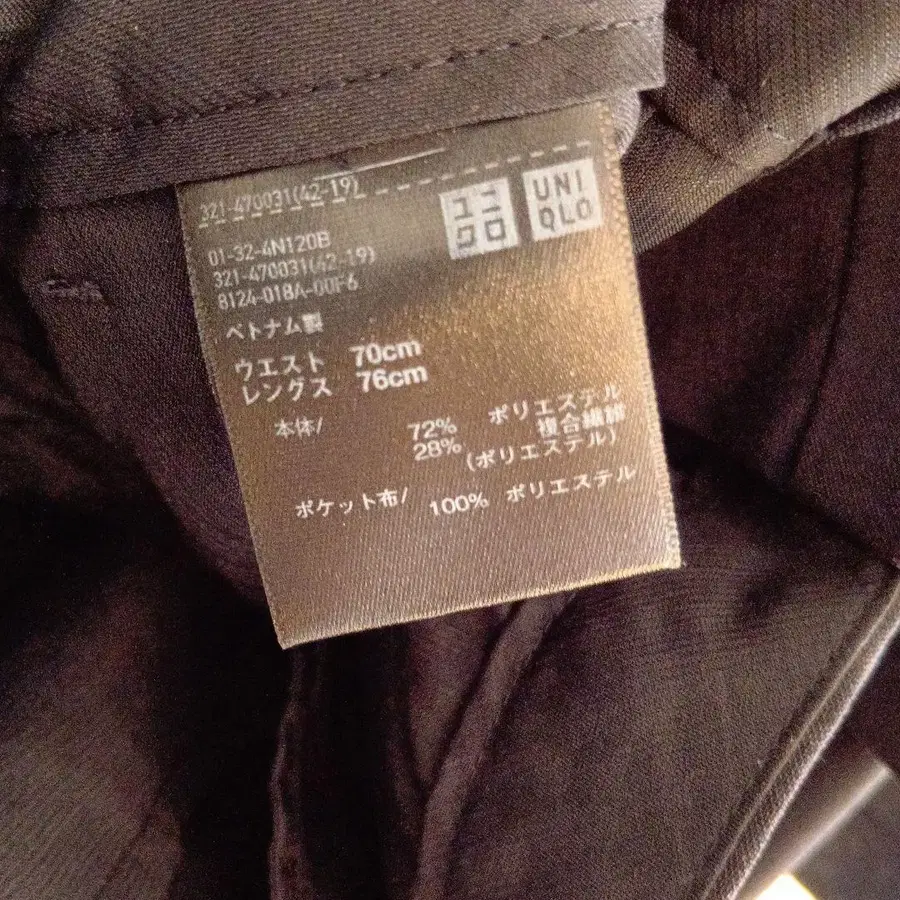 321-470031(42-19)
ユニ
クロ
UNI
QLO
01-32-4N120B
321-470031(42-19)
8124-018A-00F6
ベトナム製
ウエスト 70cm
レングス 76cm
本体/ 72% ポリエステル
28% 複合繊維
(ポリエステル)
ポケット布/ 100% ポリエステル